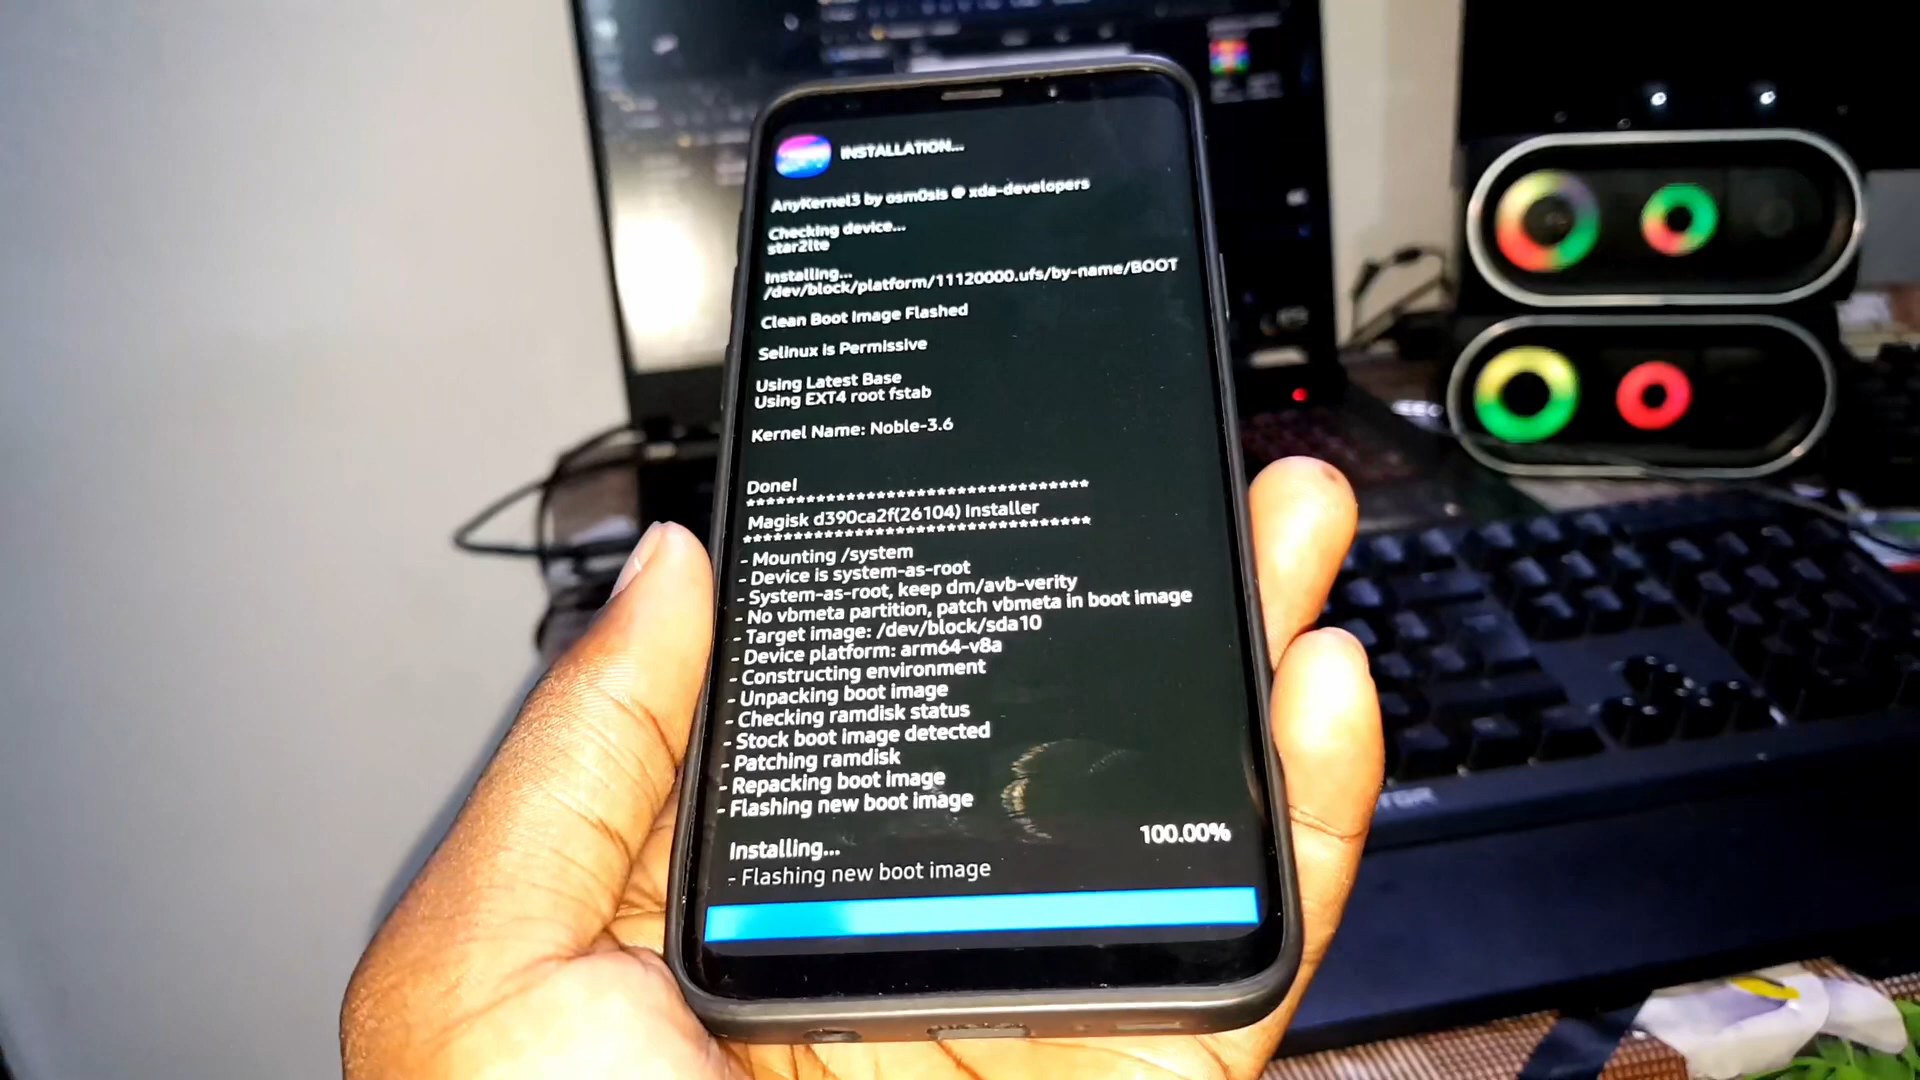 INSTALLATION...
AnyKernel3 by osm0sis @ xda-developers
Checking device...
star2lte
Installing...
/dev/block/platform/11120000.ufs/by-name/BOOT
Clean Boot Image Flashed
Selinux is Permissive
Using Latest Base
Using EXT4 root fstab
Kernel Name: Noble-3.6
Done!
***********************************
Magisk d390ca2f(26104) Installer
***********************************
- Mounting /system
- Device is system-as-root
- System-as-root, keep dm/avb-verity
- No vbmeta partition, patch vbmeta in boot image
- Target image: /dev/block/sda10
- Device platform: arm64-v8a
- Constructing environment
- Unpacking boot image
- Checking ramdisk status
- Stock boot image detected
- Patching ramdisk
- Repacking boot image
- Flashing new boot image
100.00%
Installing...
- Flashing new boot image